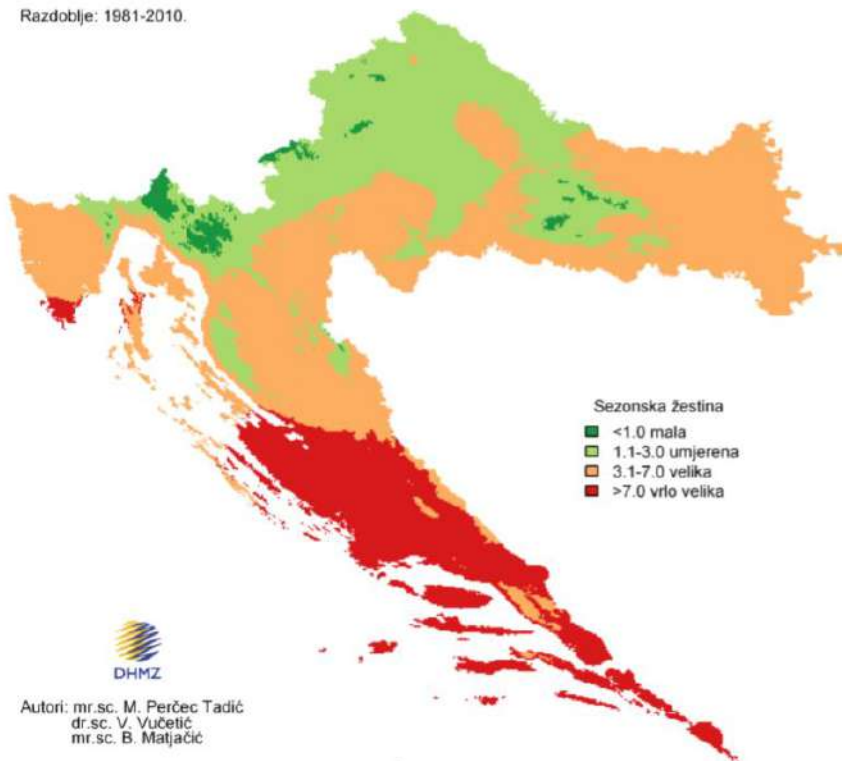 Razdoblje: 1981-2010.
Sezonska žestina
<1.0 mala
1.1-3.0 umjerena
3.1-7.0 velika
>7.0 vrlo velika
DHMZ
Autori: mr.sc. M. Perčec Tadić
dr.sc. V. Vučetić
mr.sc. B. Matjačić